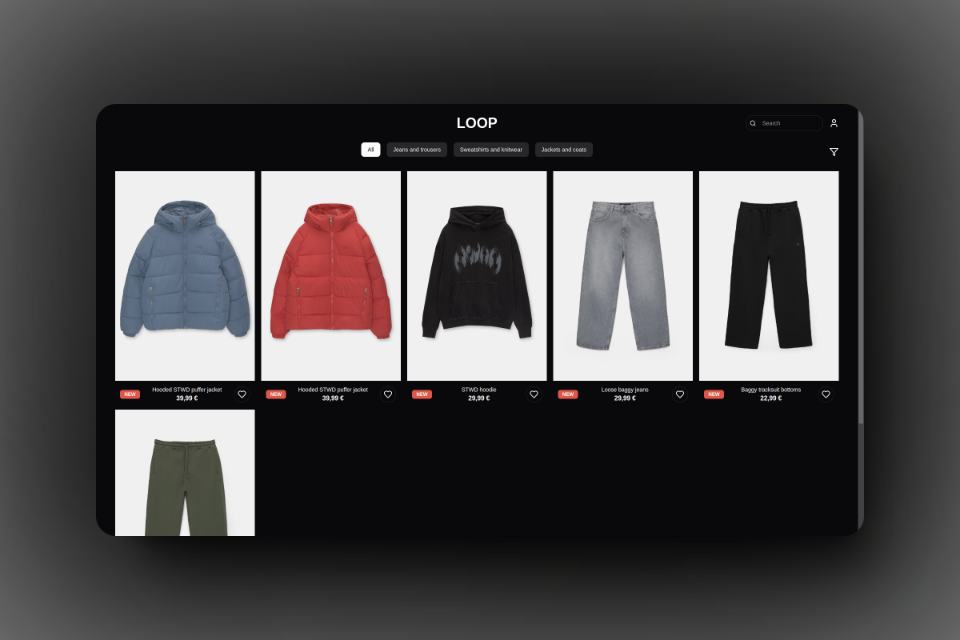 LOOP
Search
All Jeans and trousers Sweatshirts and knitwear Jackets and coats
NEW Hooded STWD puffer jacket
39,99 €
NEW Hooded STWD puffer jacket
39,99 €
NEW STWD hoodie
29,99 €
NEW Loose baggy jeans
29,99 €
NEW Baggy tracksuit bottoms
22,99 €